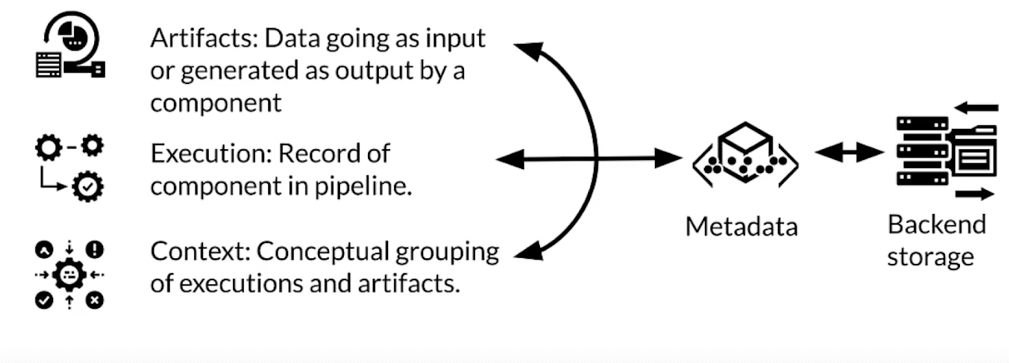 Artifacts: Data going as input
or generated as output by a
component
Execution: Record of
component in pipeline.
Context: Conceptual grouping
of executions and artifacts.
Metadata
Backend
storage